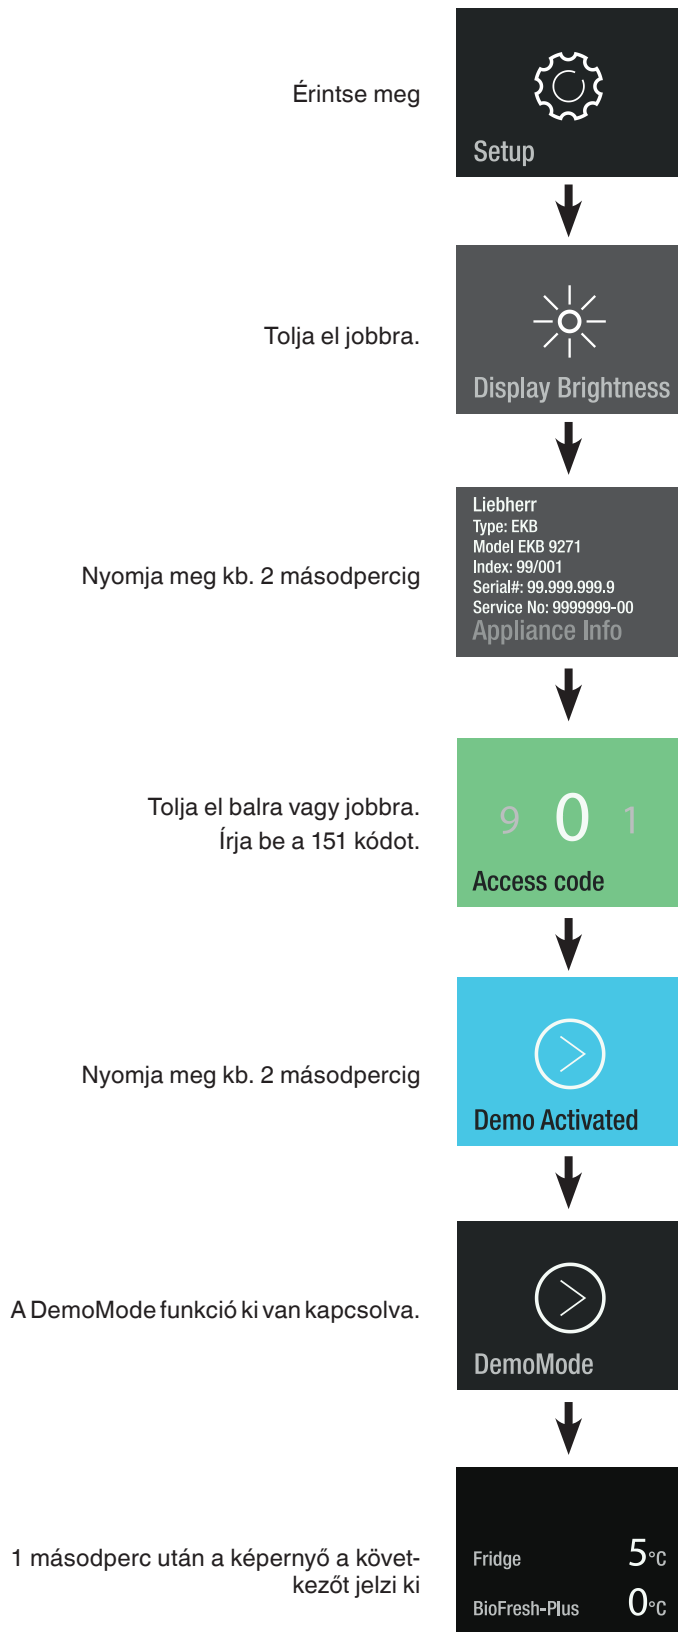 Érintse meg
Setup
Tolja el jobbra.
Display Brightness
Nyomja meg kb. 2 másodpercig
Liebherr
Type: EKB
Model EKB 9271
Index: 99/001
Serial#: 99.999.999.9
Service No: 9999999-00
Appliance Info
Tolja el balra vagy jobbra.
Írja be a 151 kódot.
9 0 1
Access code
Nyomja meg kb. 2 másodpercig
Demo Activated
A DemoMode funkció ki van kapcsolva.
DemoMode
1 másodperc után a képernyő a követ-
kezőt jelzi ki
Fridge 5°C
BioFresh-Plus 0°C